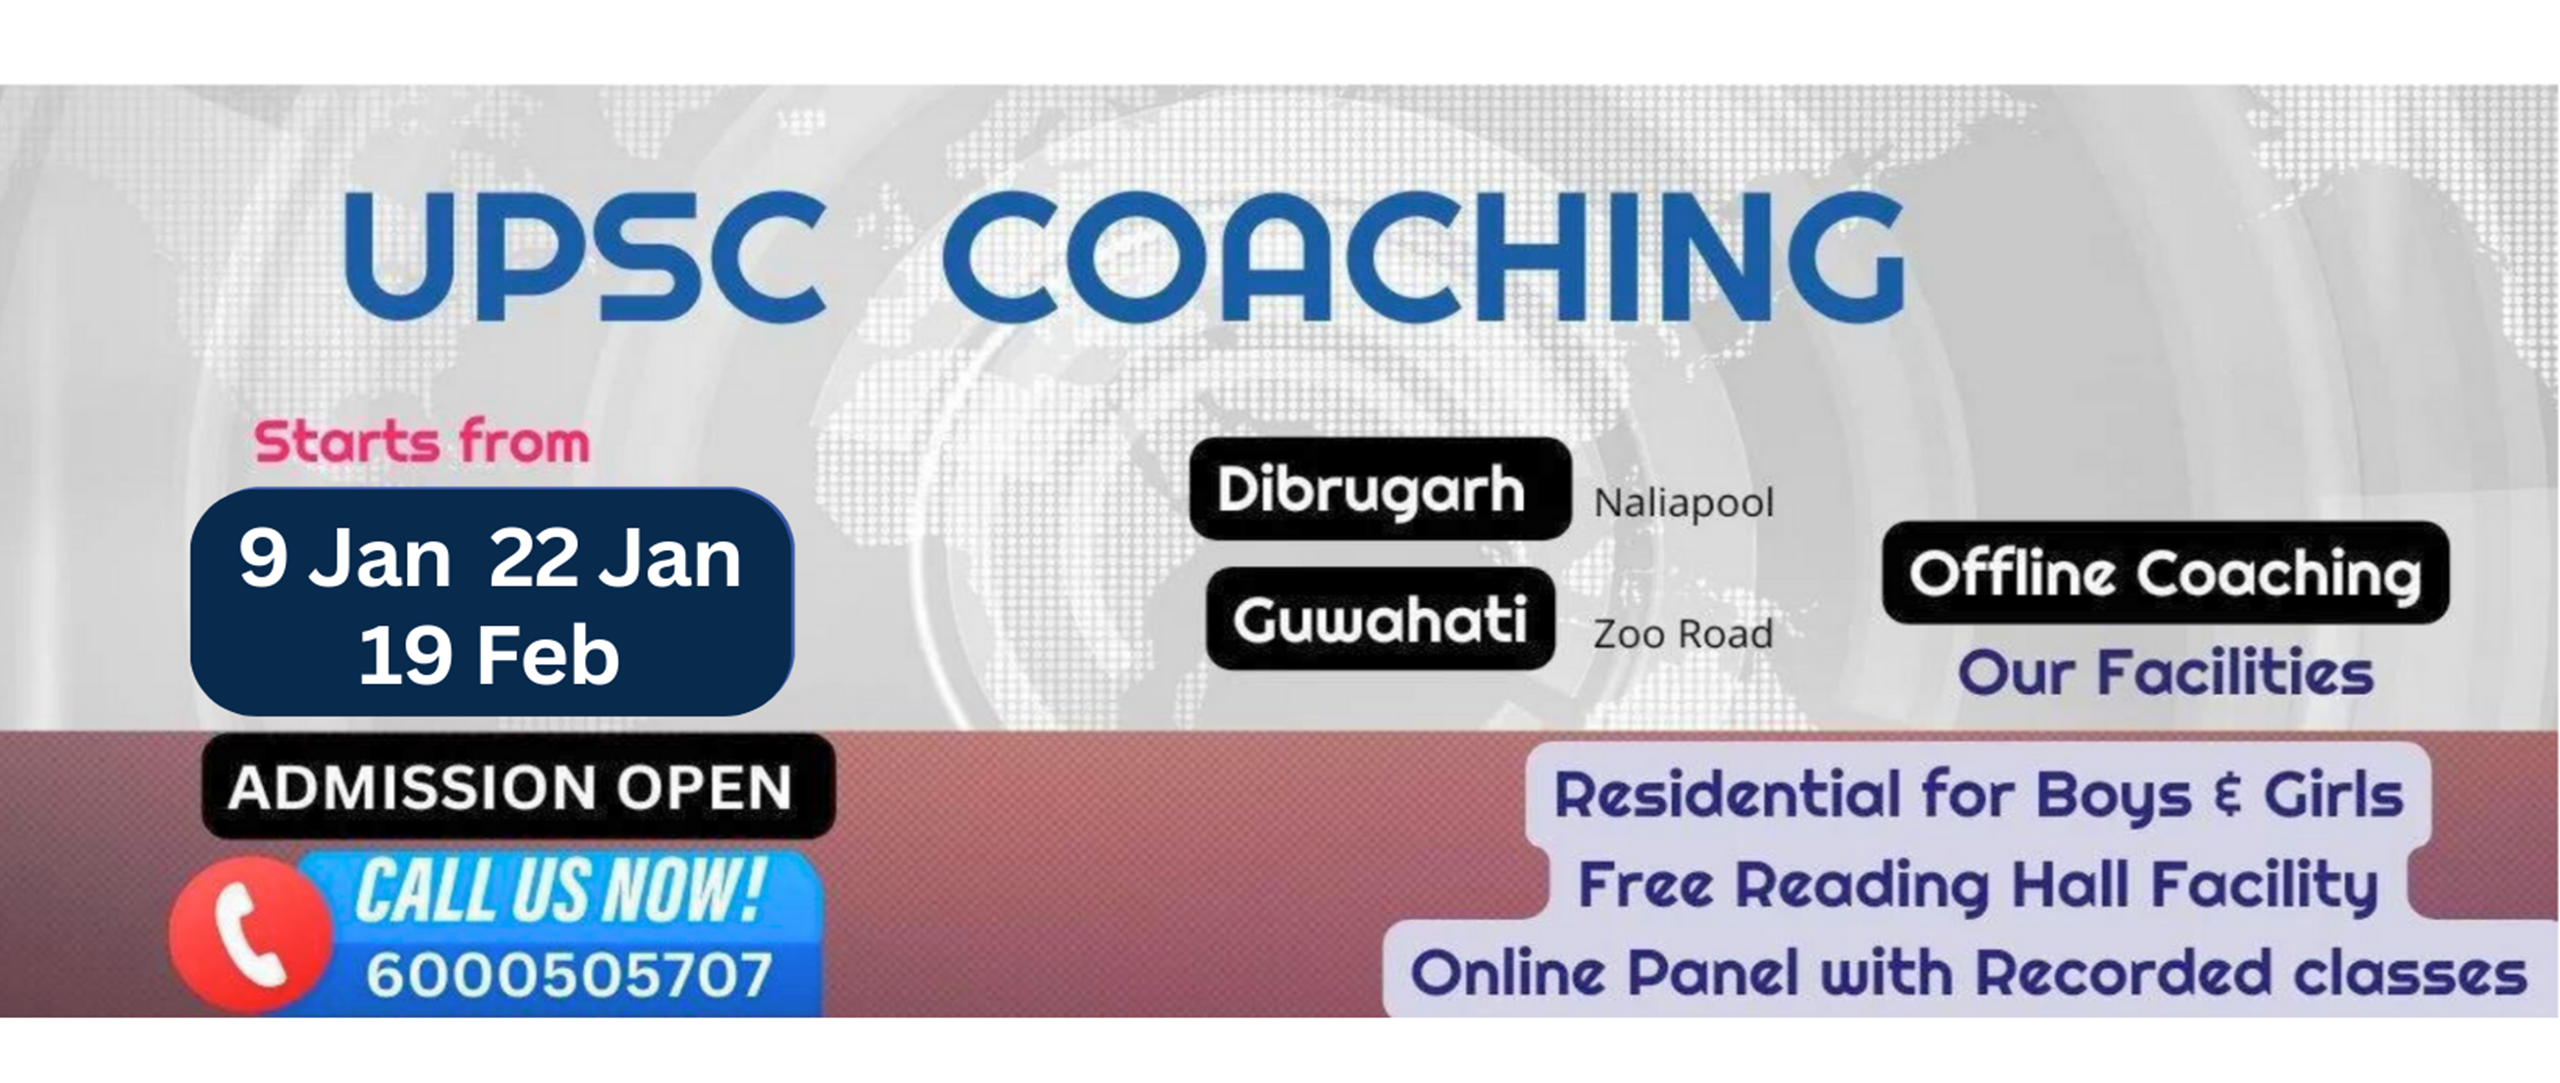 UPSC COACHING
Starts from
9 Jan 22 Jan
19 Feb
ADMISSION OPEN
CALL US NOW!
6000505707
Dibrugarh Naliapool
Guwahati Zoo Road
Offline Coaching
Our Facilities
Residential for Boys & Girls
Free Reading Hall Facility
Online Panel with Recorded classes